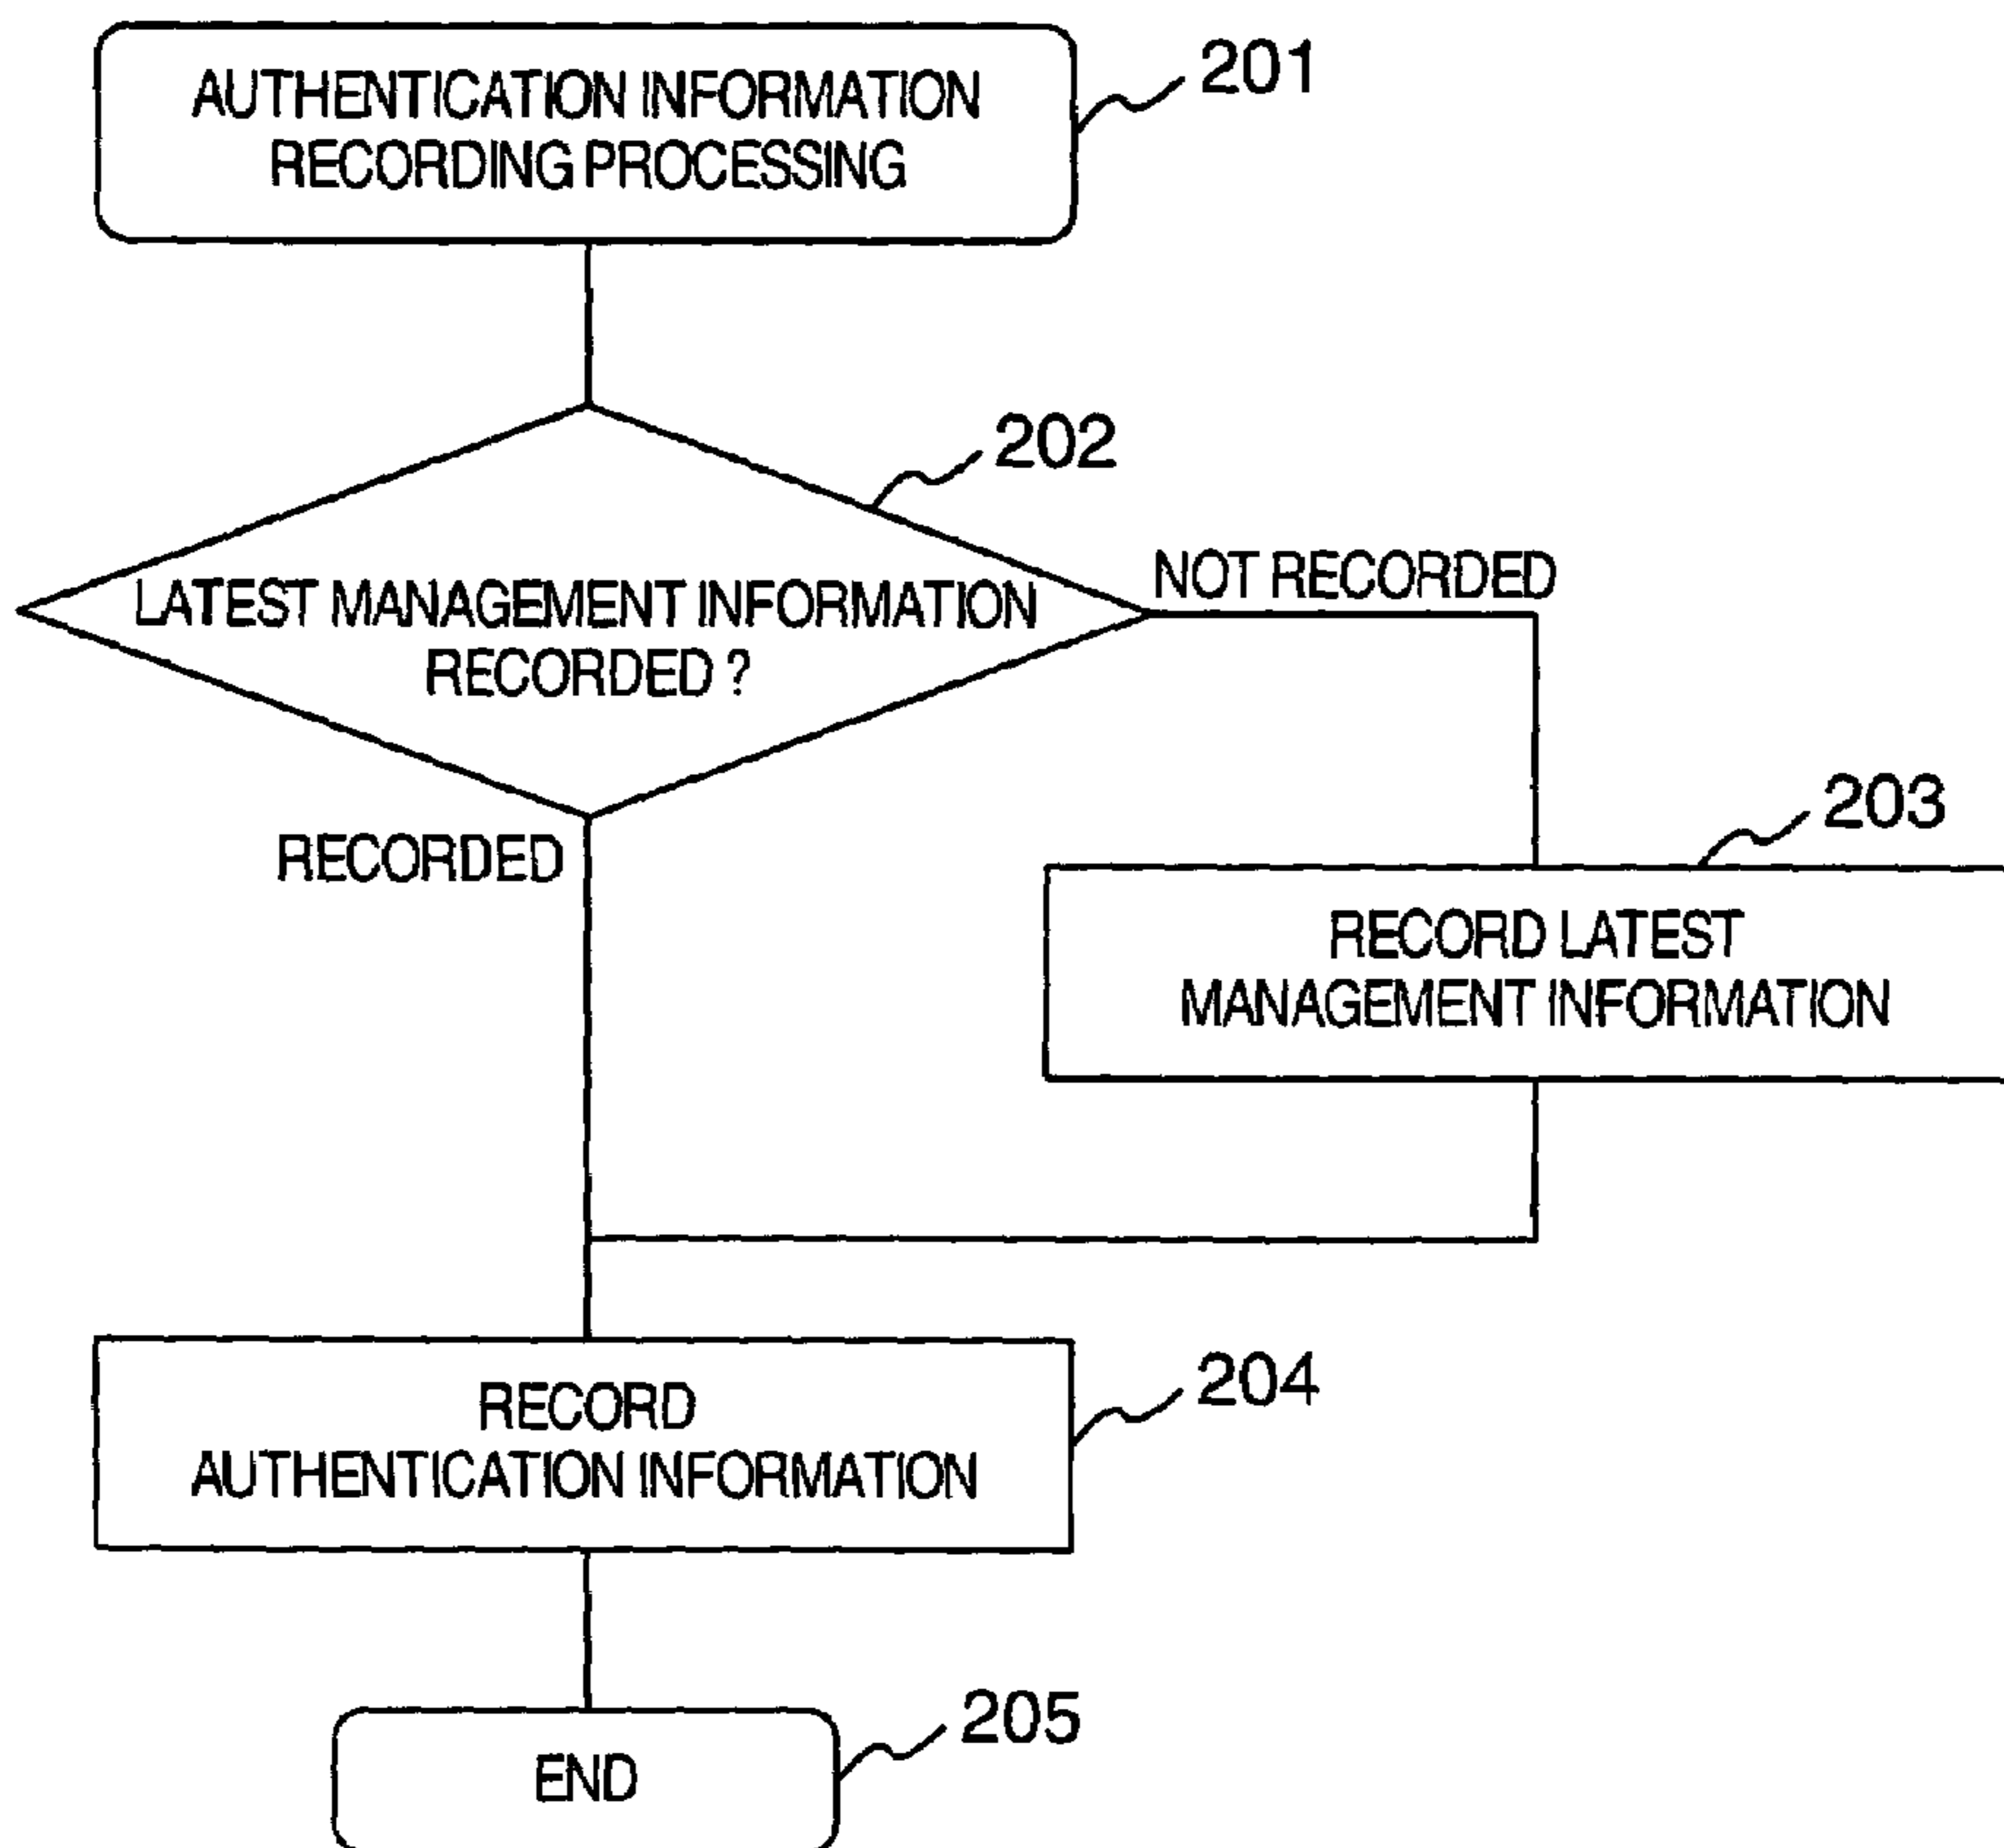 AUTHENTICATION INFORMATION
RECORDING PROCESSING
201
202
LATEST MANAGEMENT INFORMATION
RECORDED ?
NOT RECORDED
RECORDED
203
RECORD LATEST
MANAGEMENT INFORMATION
RECORD
AUTHENTICATION INFORMATION
204
END
205